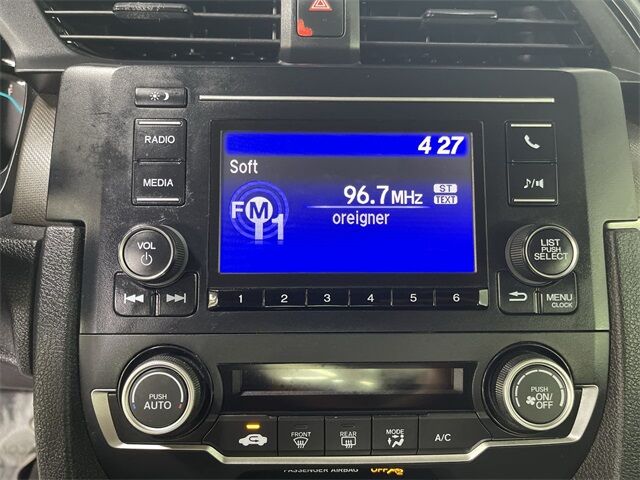 4 27
RADIO
Soft
MEDIA
96.7MHz
ST
TEXT
FM1
oreigner
VOL
LIST
PUSH
SELECT
1 2 3 4 5 6
MENU
CLOCK
PUSH
AUTO
PUSH
ON/
OFF
FRONT
REAR
MODE
A/C
PASSENGER AIRBAG OFF